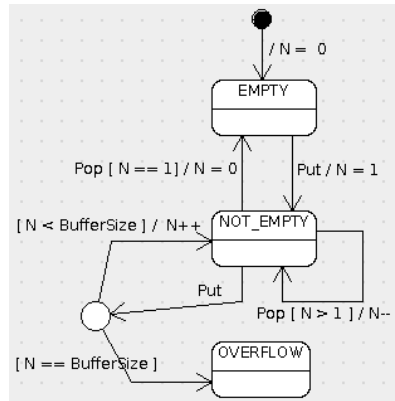 / N = 0
EMPTY
Pop [ N == 1] / N = 0
Put / N = 1
[ N < BufferSize ] / N++
NOT_EMPTY
Put
Pop [ N > 1 ] / N--
[ N == BufferSize ]
OVERFLOW